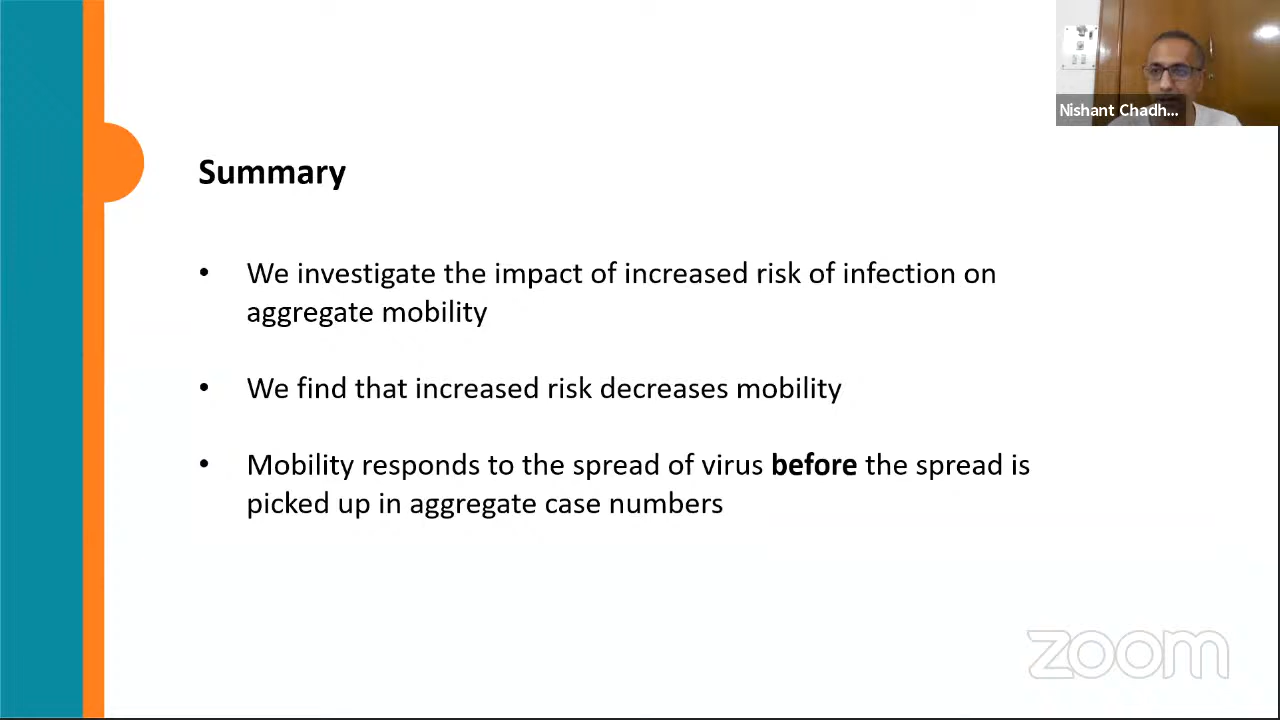 Nishant Chadh...
Summary
• We investigate the impact of increased risk of infection on
aggregate mobility
• We find that increased risk decreases mobility
• Mobility responds to the spread of virus before the spread is
picked up in aggregate case numbers
zoom